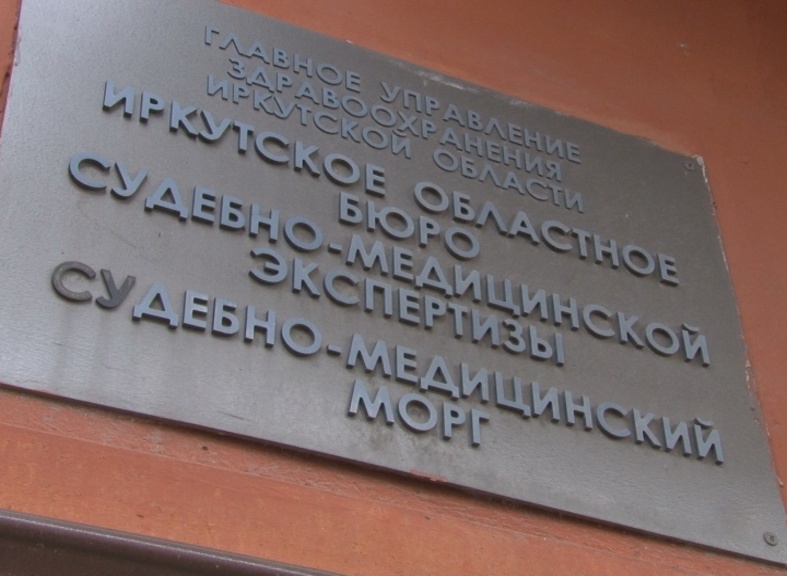 ГЛАВНОЕ УПРАВЛЕНИЕ
ЗДРАВООХРАНЕНИЯ
ИРКУТСКОЙ ОБЛАСТИ
ИРКУТСКОЕ ОБЛАСТНОЕ
БЮРО
СУДЕБНО-МЕДИЦИНСКОЙ
ЭКСПЕРТИЗЫ
СУДЕБНО-МЕДИЦИНСКИЙ
МОРГ